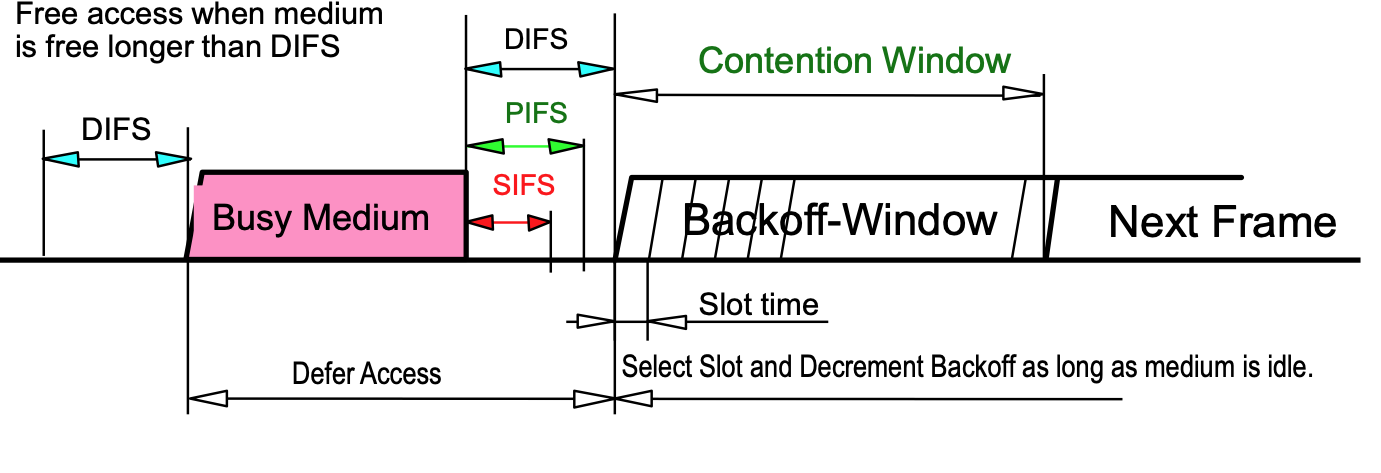 Free access when medium
is free longer than DIFS
DIFS
Contention Window
PIFS
DIFS
SIFS
Busy Medium
Backoff-Window
Next Frame
Slot time
Defer Access
Select Slot and Decrement Backoff as long as medium is idle.